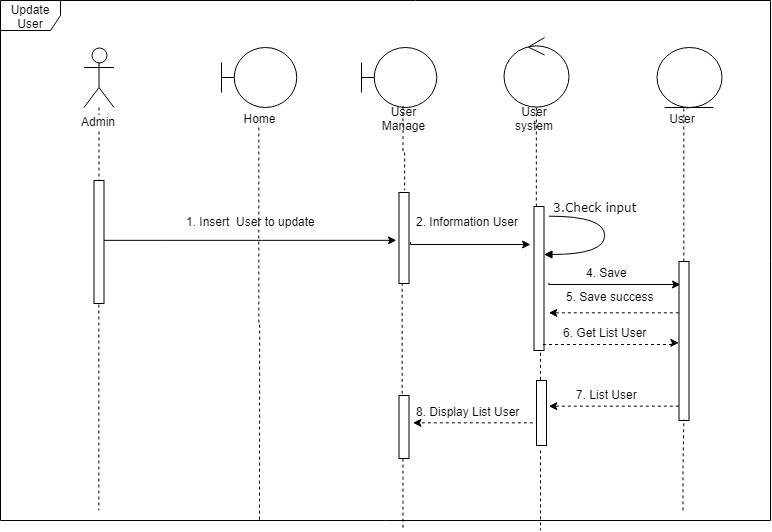 Update
User
Admin
Home
User
Manage
User
system
User
1. Insert  User to update
2. Information User
3.Check input
4. Save
5. Save success
6. Get List User
7. List User
8. Display List User